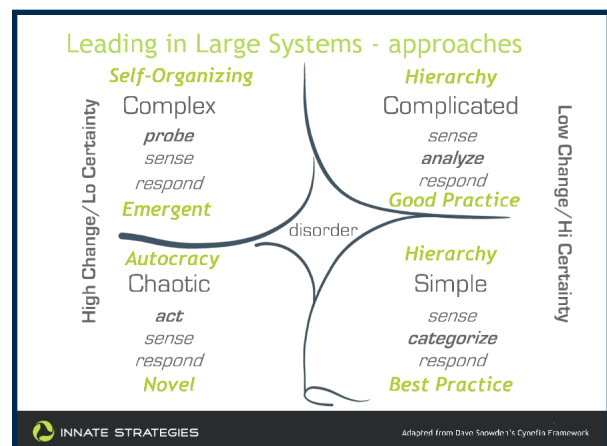 Leading in Large Systems - approaches
High Change/Lo Certainty
Self-Organizing
Complex
probe
sense
respond
Emergent
Hierarchy
Complicated
sense
analyze
respond
Good Practice
Low Change/Hi Certainty
disorder
Autocracy
Chaotic
act
sense
respond
Novel
Hierarchy
Simple
sense
categorize
respond
Best Practice
INNATE STRATEGIES
Adapted from Dave Snowden's Cynefin Framework